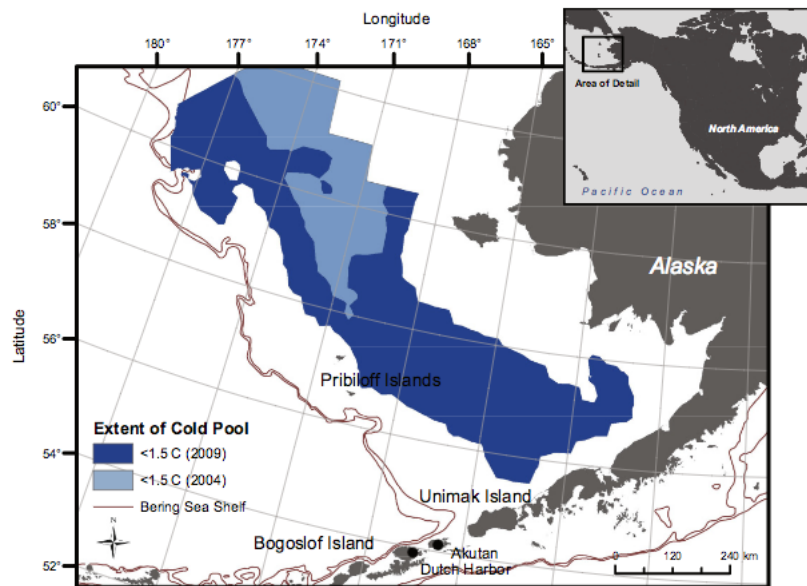 Longitude
180°
177°
174°
171°
168°
165°
60°
58°
56°
54°
52°
Latitude
Area of Detail
North America
Pacific Ocean
Alaska
Pribiloff Islands
Extent of Cold Pool
<1.5 C (2009)
<1.5 C (2004)
Bering Sea Shelf
N
Unimak Island
Bogoslof Island
Akutan
Dutch Harbor
0 120 240 km